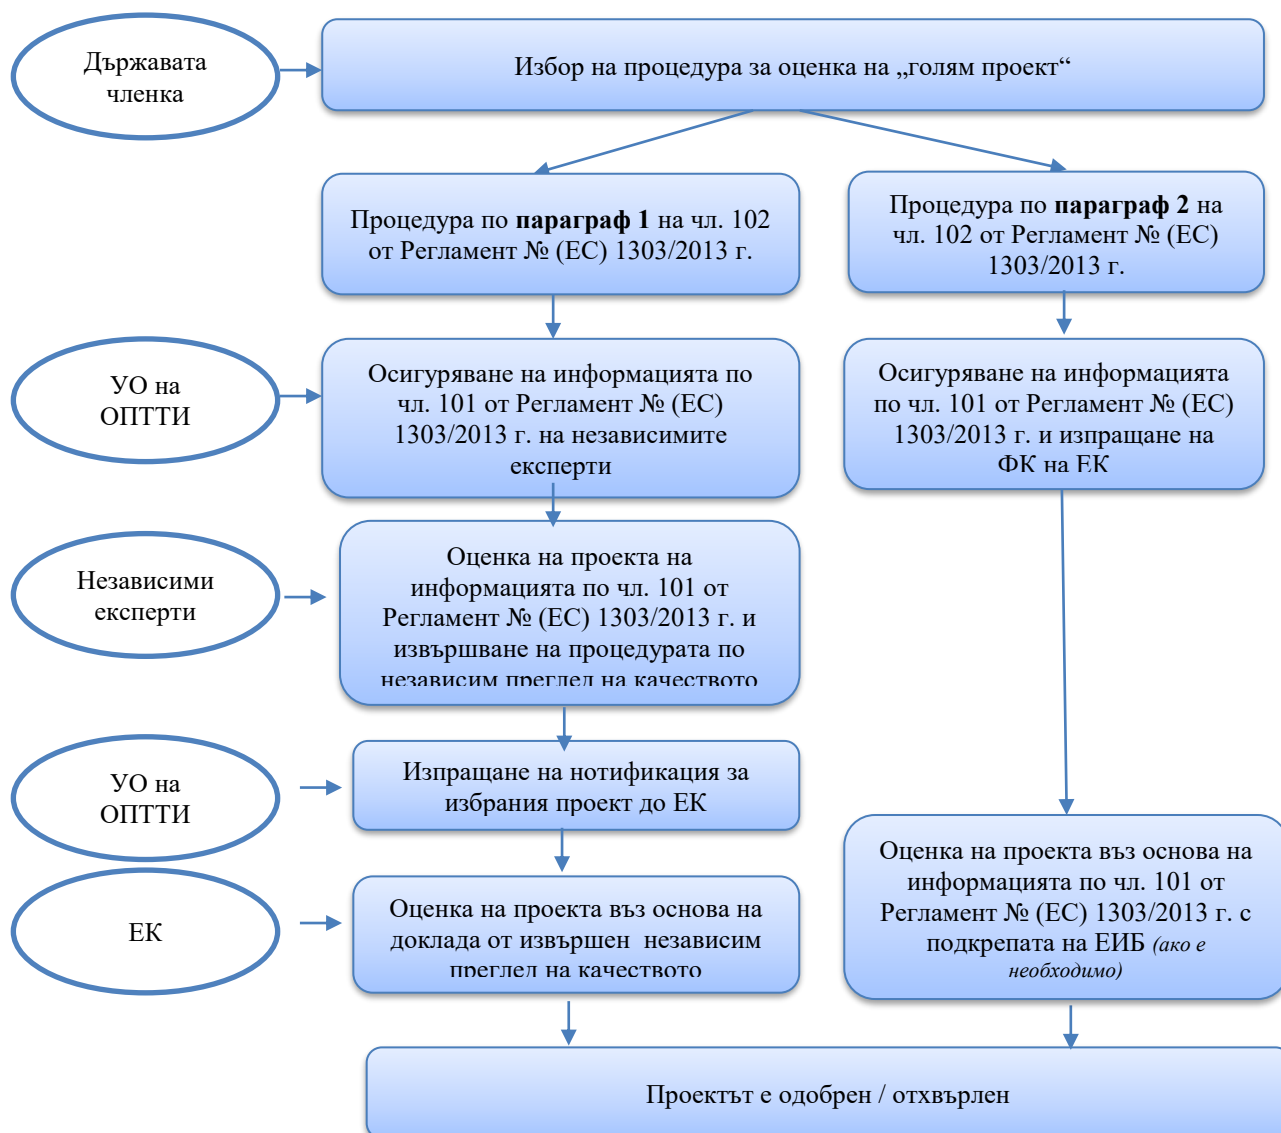 Държавата
членка
Избор на процедура за оценка на „голям проект“
Процедура по параграф 1 на чл. 102
от Регламент № (ЕС) 1303/2013 г.
Процедура по параграф 2 на
чл. 102 от Регламент № (ЕС)
1303/2013 г.
УО на
ОПТТИ
Осигуряване на информацията по
чл. 101 от Регламент № (ЕС)
1303/2013 г. на независимите
експерти
Осигуряване на информацията
по чл. 101 от Регламент № (ЕС)
1303/2013 г. и изпращане на
ФК на ЕК
Независими
експерти
Оценка на проекта на
информацията по чл. 101 от
Регламент № (ЕС) 1303/2013 г. и
извършване на процедурата по
независим преглед на качеството
УО на
ОПТТИ
Изпращане на нотификация за
избрания проект до ЕК
ЕК
Оценка на проекта въз основа на
доклада от извършен независим
преглед на качеството
Оценка на проекта въз основа на
информацията по чл. 101 от
Регламент № (ЕС) 1303/2013 г. с
подкрепата на ЕИБ (ако е
необходимо)
Проектът е одобрен / отхвърлен